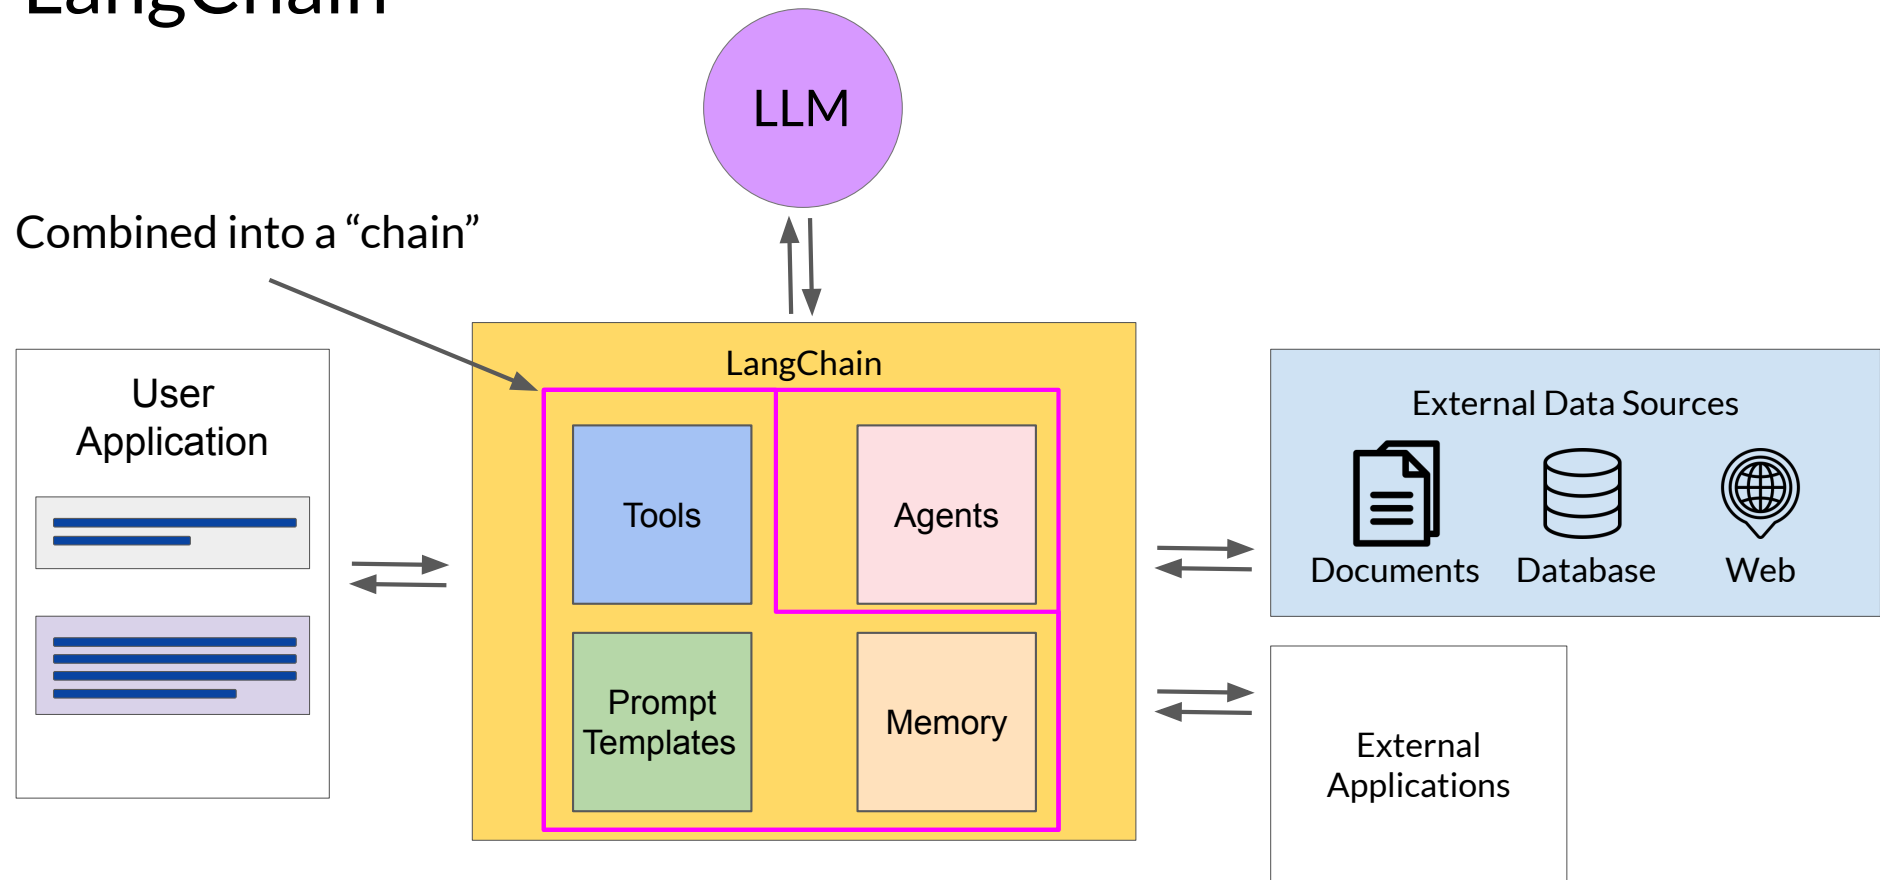 LangChain
LLM
Combined into a “chain”
User
Application
LangChain
Tools
Agents
Prompt
Templates
Memory
External Data Sources
Documents
Database
Web
External
Applications